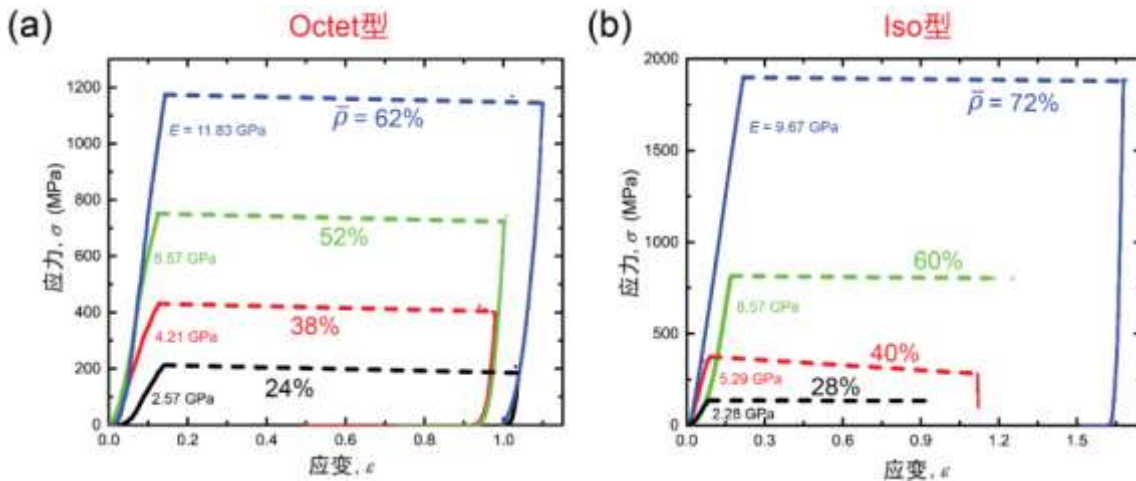 (a)
Octet型
1200
1000
800
600
400
200
0
0.0 0.2 0.4 0.6 0.8 1.0
应力, σ (MPa)
应变, ε
ρ̅ = 62%
E = 11.83 GPa
52%
38%
4.21 GPa
24%
2.57 GPa
(b)
Iso型
2000
1500
1000
500
0
0.0 0.3 0.6 0.9 1.2 1.5
应力, σ (MPa)
应变, ε
ρ̅ = 72%
E = 9.67 GPa
60%
8.57 GPa
40%
5.29 GPa
28%
2.28 GPa